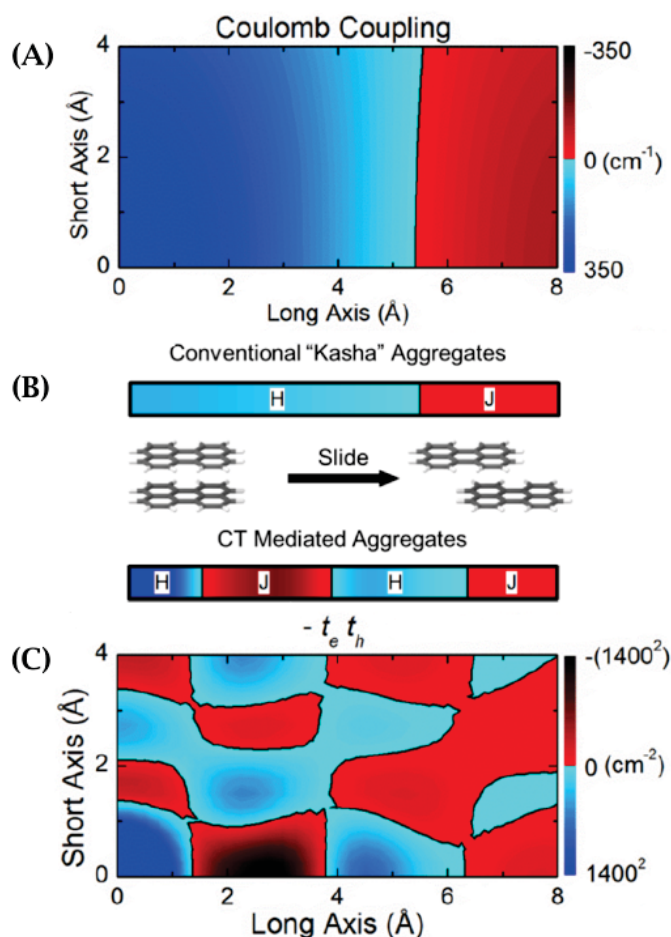 Coulomb Coupling
(A)
Short Axis (Å)
4
2
0
0 2 4 6 8
Long Axis (Å)
-350
0 (cm⁻¹)
350
Conventional “Kasha” Aggregates
(B)
H J
Slide
CT Mediated Aggregates
H J H J
- tₑ tₕ
(C)
Short Axis (Å)
4
2
0
0 2 4 6 8
Long Axis (Å)
-(1400²)
0 (cm⁻²)
1400²